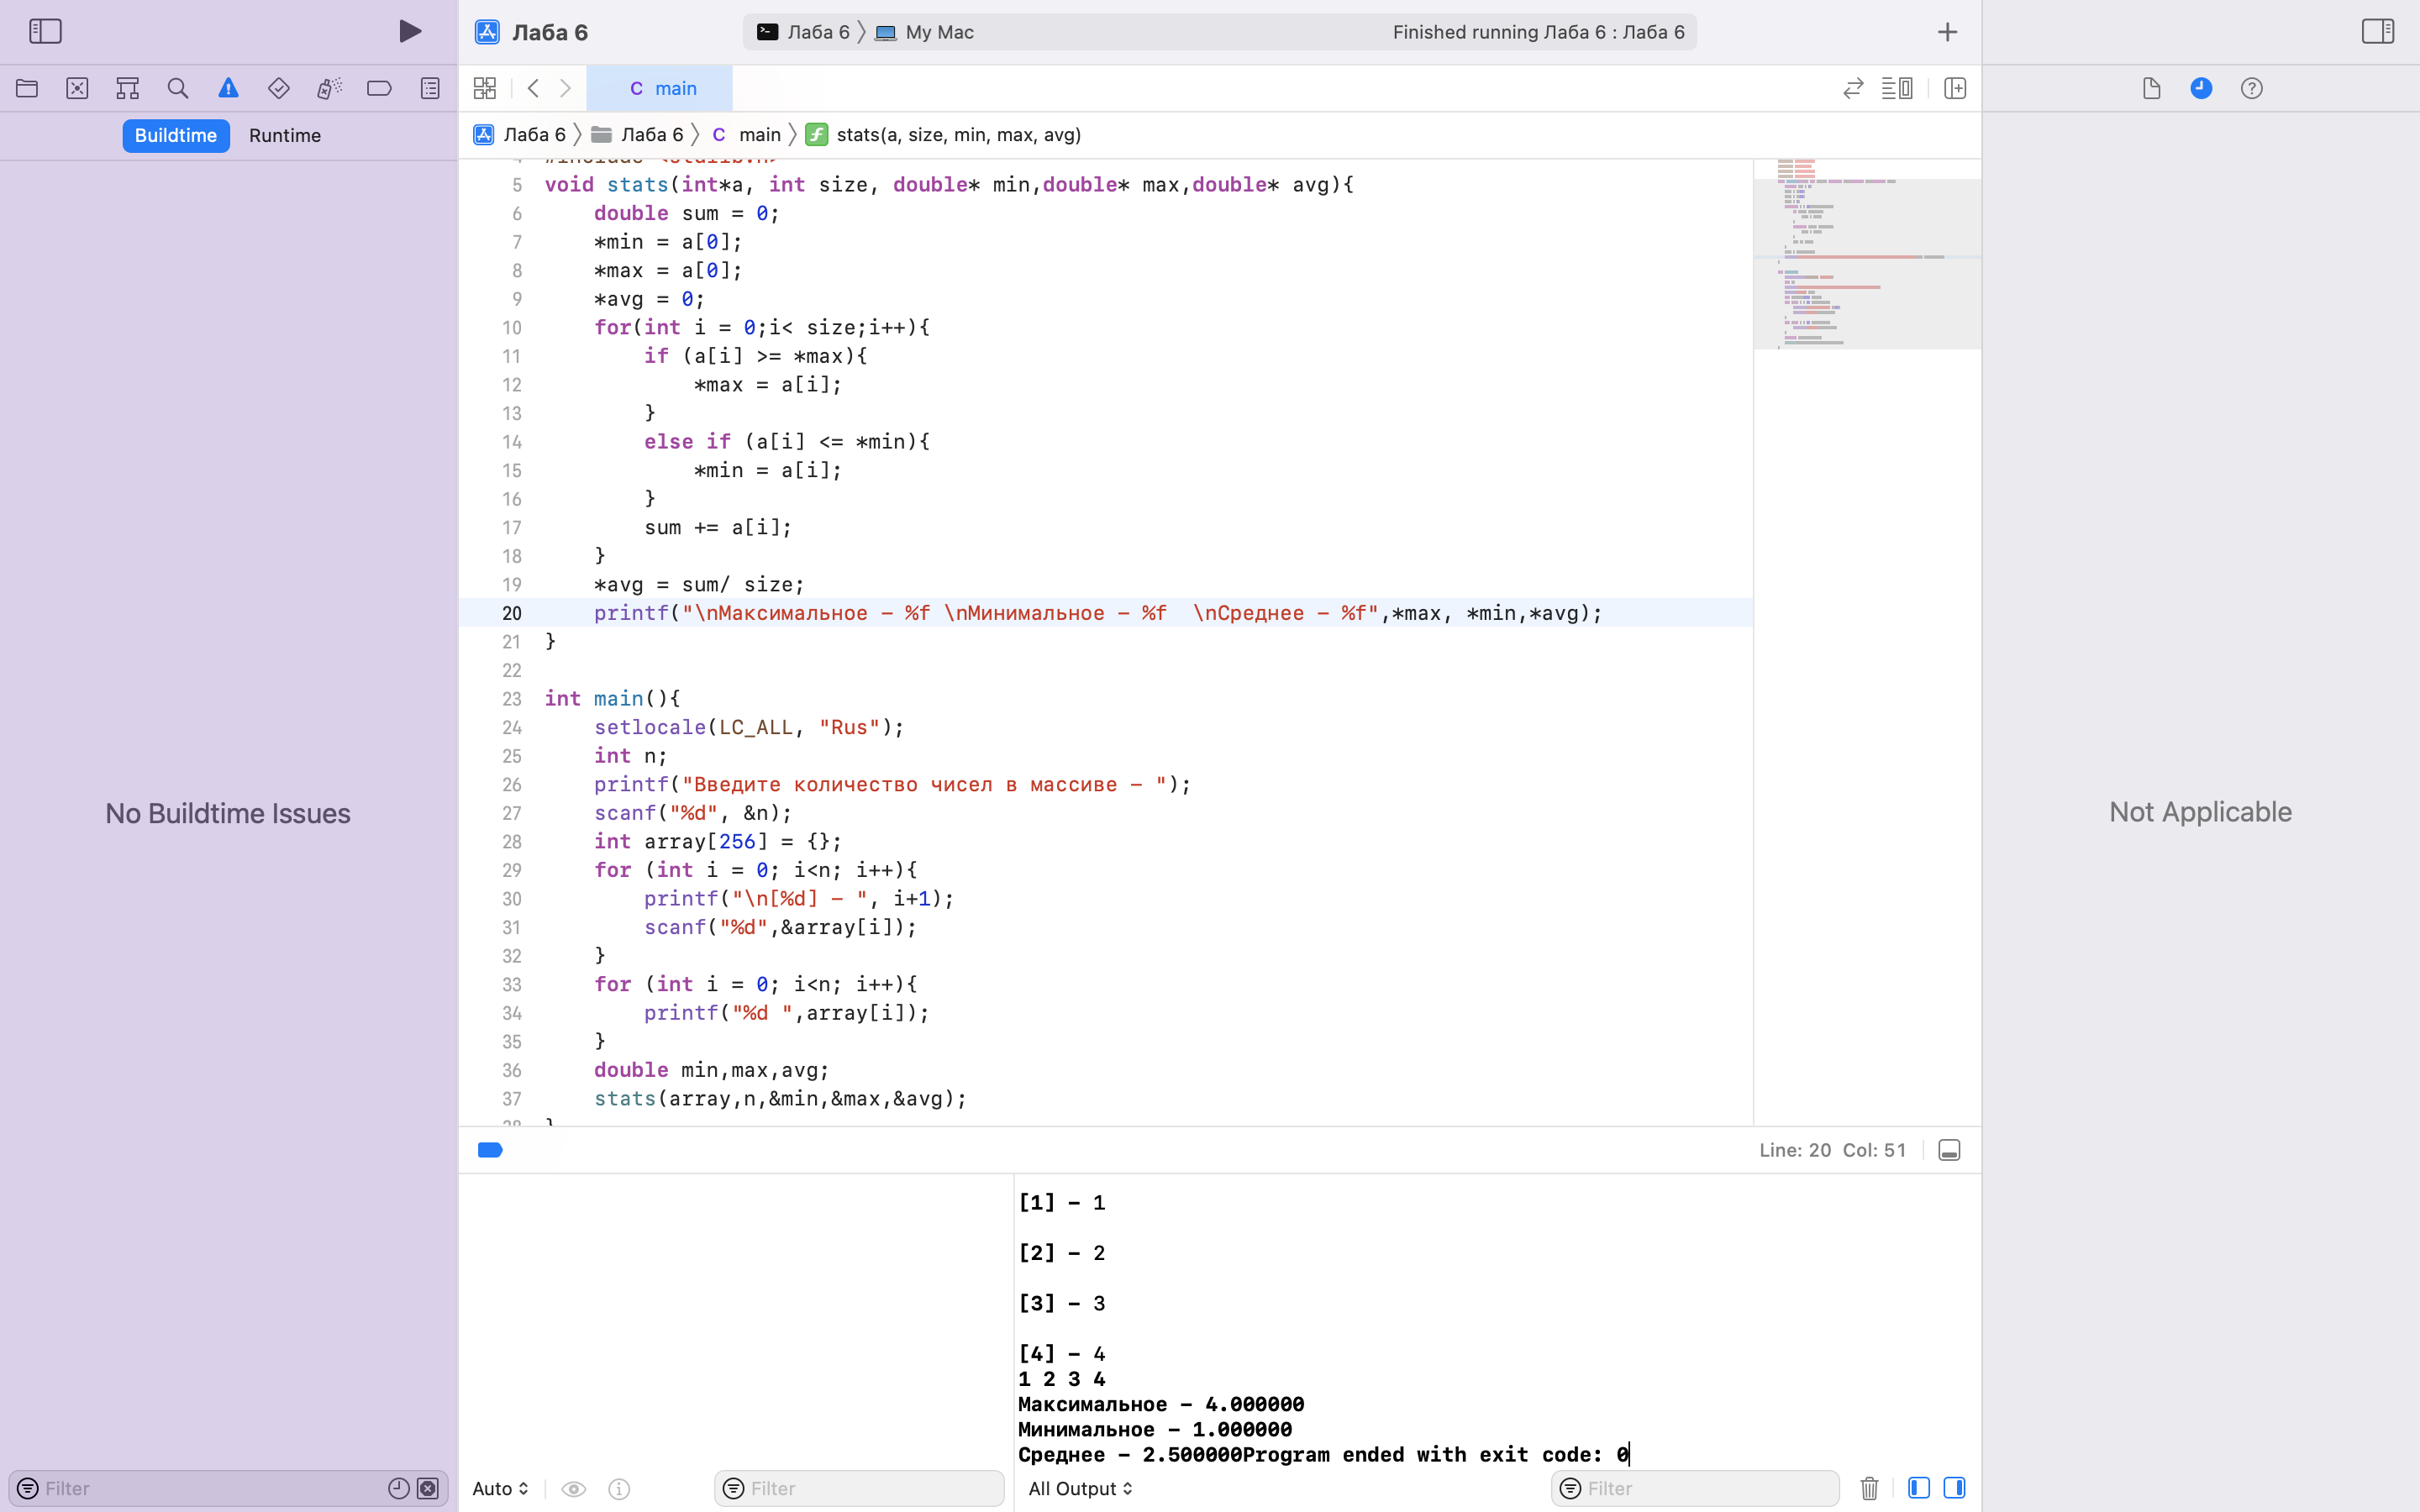 Лаба 6
Лаба 6 My Mac
Finished running Лаба 6 : Лаба 6
C main
Buildtime Runtime
Лаба 6 Лаба 6 C main f stats(a, size, min, max, avg)
4 #include <stdlib.h>
5 void stats(int*a, int size, double* min,double* max,double* avg){
6 double sum = 0;
7 *min = a[0];
8 *max = a[0];
9 *avg = 0;
10 for(int i = 0;i< size;i++){
11 if (a[i] >= *max){
12 *max = a[i];
13 }
14 else if (a[i] <= *min){
15 *min = a[i];
16 }
17 sum += a[i];
18 }
19 *avg = sum/ size;
20 printf("\nМаксимальное – %f \nМинимальное – %f  \nСреднее – %f",*max, *min,*avg);
21 }
22
23 int main(){
24 setlocale(LC_ALL, "Rus");
25 int n;
26 printf("Введите количество чисел в массиве – ");
27 scanf("%d", &n);
28 int array[256] = {};
29 for (int i = 0; i<n; i++){
30 printf("\n[%d] – ", i+1);
31 scanf("%d",&array[i]);
32 }
33 for (int i = 0; i<n; i++){
34 printf("%d ",array[i]);
35 }
36 double min,max,avg;
37 stats(array,n,&min,&max,&avg);
38 }
No Buildtime Issues
Not Applicable
Line: 20 Col: 51
[1] – 1
[2] – 2
[3] – 3
[4] – 4
1 2 3 4
Максимальное – 4.000000
Минимальное – 1.000000
Среднее – 2.500000Program ended with exit code: 0
Filter
Auto
Filter
All Output
Filter